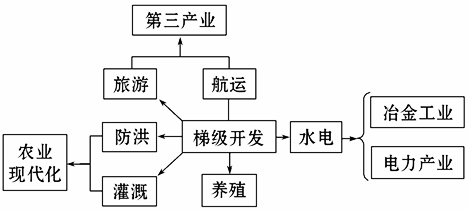 第三产业
旅游
航运
冶金工业
农业
现代化
防洪
梯级开发
水电
电力产业
灌溉
养殖